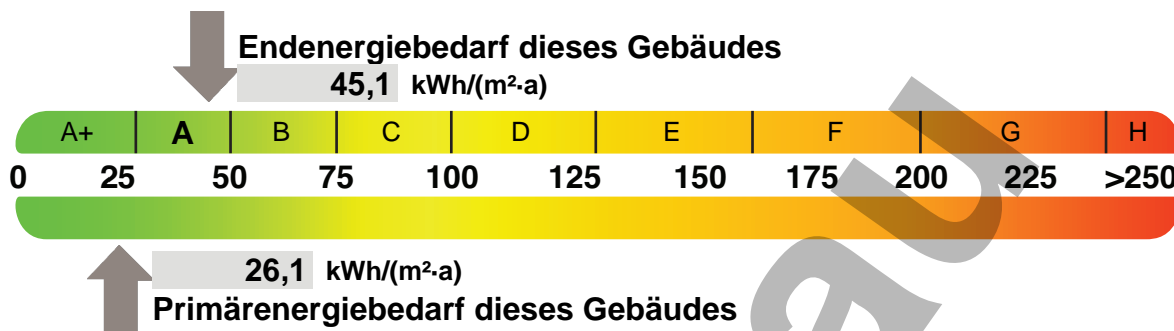 Endenergiebedarf dieses Gebäudes
45,1 kWh/(m²·a)
A+ A B C D E F G H
0 25 50 75 100 125 150 175 200 225 >250
26,1 kWh/(m²·a)
Primärenergiebedarf dieses Gebäudes
au